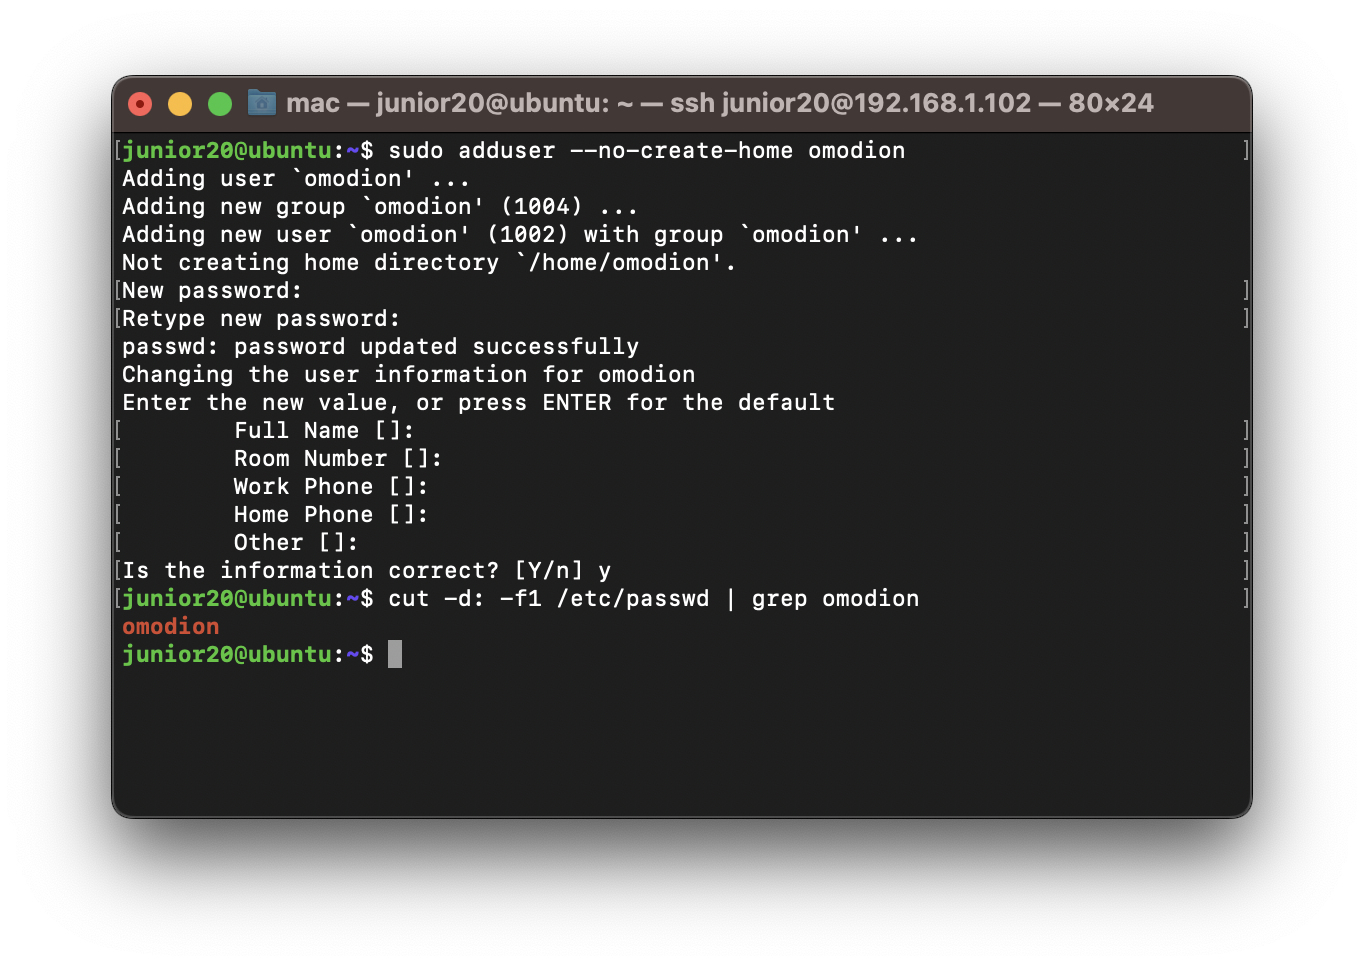 mac — junior20@ubuntu: ~ — ssh junior20@192.168.1.102 — 80×24
[junior20@ubuntu:~$ sudo adduser --no-create-home omodion ]
Adding user `omodion' ...
Adding new group `omodion' (1004) ...
Adding new user `omodion' (1002) with group `omodion' ...
Not creating home directory `/home/omodion'.
[New password: ]
[Retype new password: ]
passwd: password updated successfully
Changing the user information for omodion
Enter the new value, or press ENTER for the default
[ Full Name []: ]
[ Room Number []: ]
[ Work Phone []: ]
[ Home Phone []: ]
[ Other []: ]
[Is the information correct? [Y/n] y ]
[junior20@ubuntu:~$ cut -d: -f1 /etc/passwd | grep omodion ]
omodion
junior20@ubuntu:~$